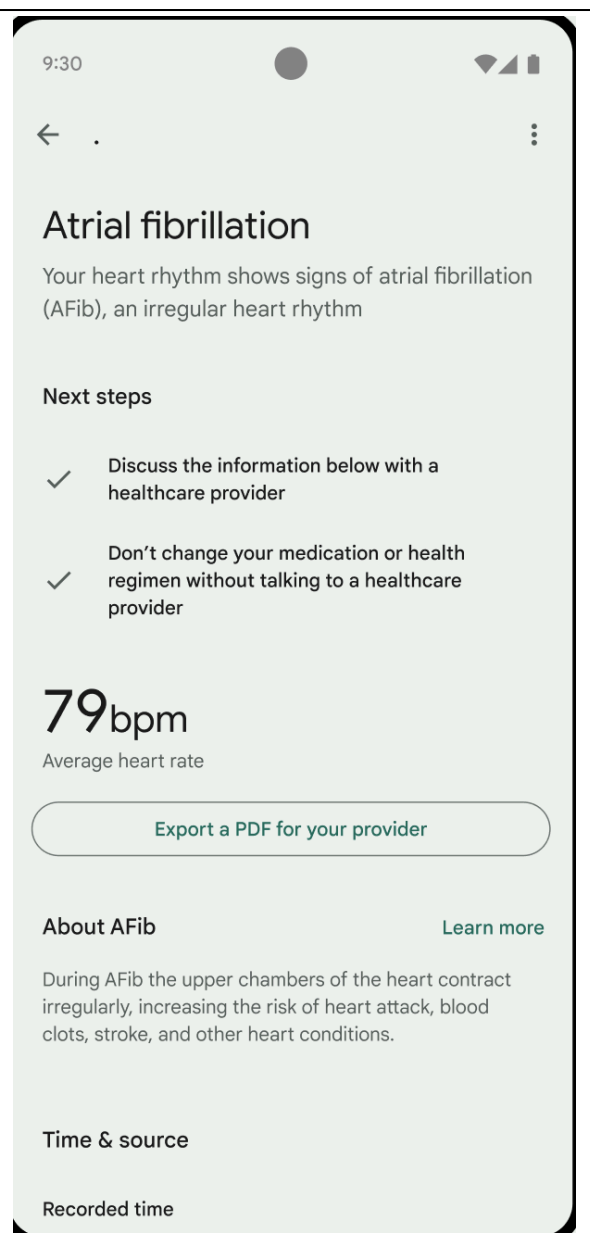 9:30
.
Atrial fibrillation
Your heart rhythm shows signs of atrial fibrillation
(AFib), an irregular heart rhythm
Next steps
Discuss the information below with a
healthcare provider
Don’t change your medication or health
regimen without talking to a healthcare
provider
79bpm
Average heart rate
Export a PDF for your provider
About AFib Learn more
During AFib the upper chambers of the heart contract
irregularly, increasing the risk of heart attack, blood
clots, stroke, and other heart conditions.
Time & source
Recorded time